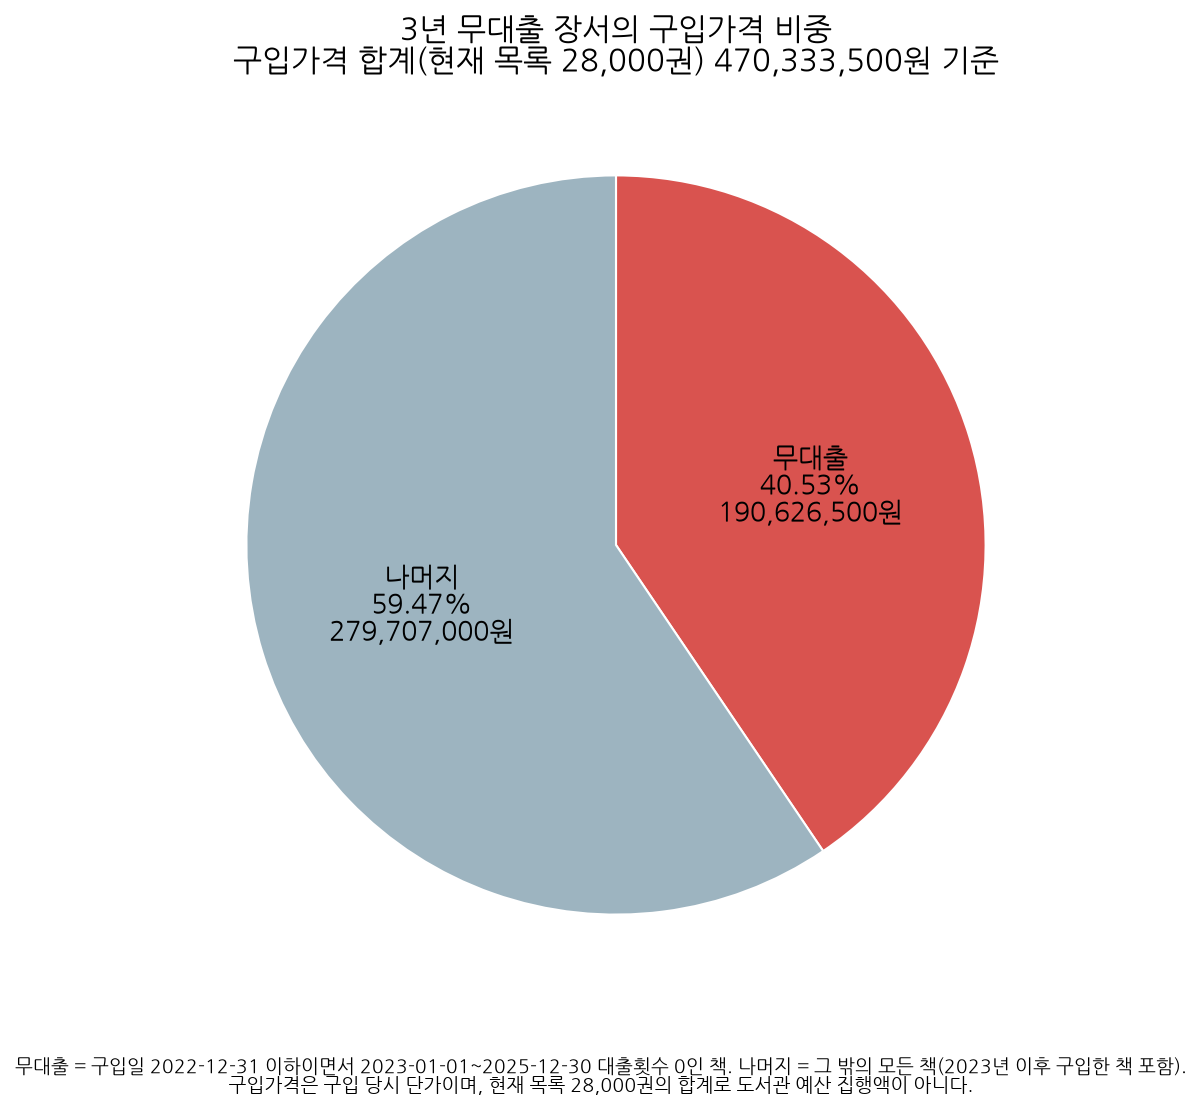 3년 무대출 장서의 구입가격 비중
구입가격 합계(현재 목록 28,000권) 470,333,500원 기준
무대출
40.53%
190,626,500원
나머지
59.47%
279,707,000원
무대출 = 구입일 2022-12-31 이하이면서 2023-01-01~2025-12-30 대출횟수 0인 책. 나머지 = 그 밖의 모든 책(2023년 이후 구입한 책 포함).
구입가격은 구입 당시 단가이며, 현재 목록 28,000권의 합계로 도서관 예산 집행액이 아니다.